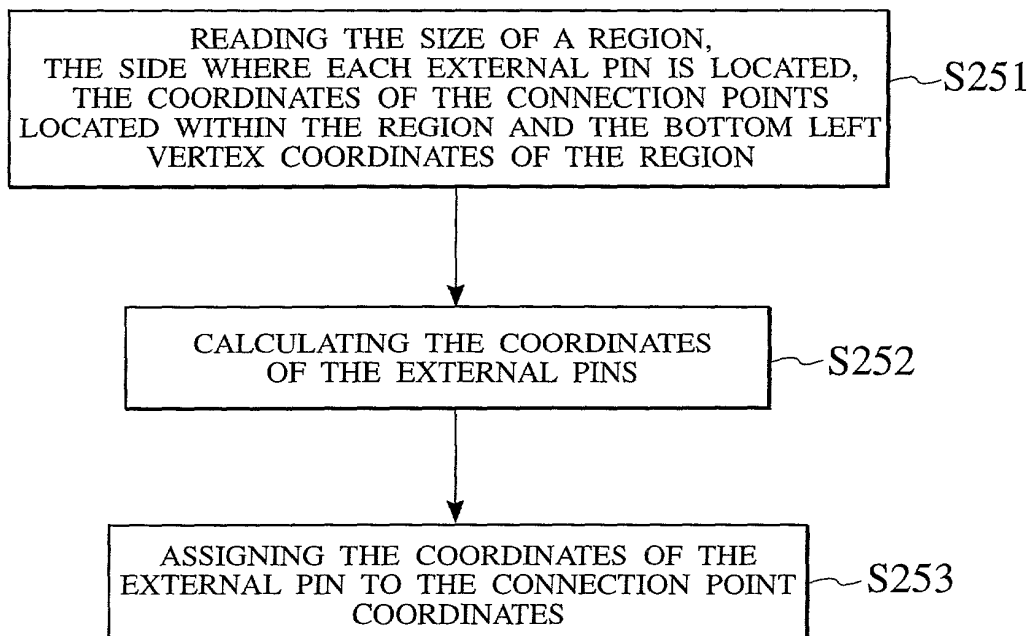 READING THE SIZE OF A REGION,
THE SIDE WHERE EACH EXTERNAL PIN IS LOCATED,
THE COORDINATES OF THE CONNECTION POINTS
LOCATED WITHIN THE REGION AND THE BOTTOM LEFT
VERTEX COORDINATES OF THE REGION
S251
CALCULATING THE COORDINATES
OF THE EXTERNAL PINS
S252
ASSIGNING THE COORDINATES OF THE
EXTERNAL PIN TO THE CONNECTION POINT
COORDINATES
S253